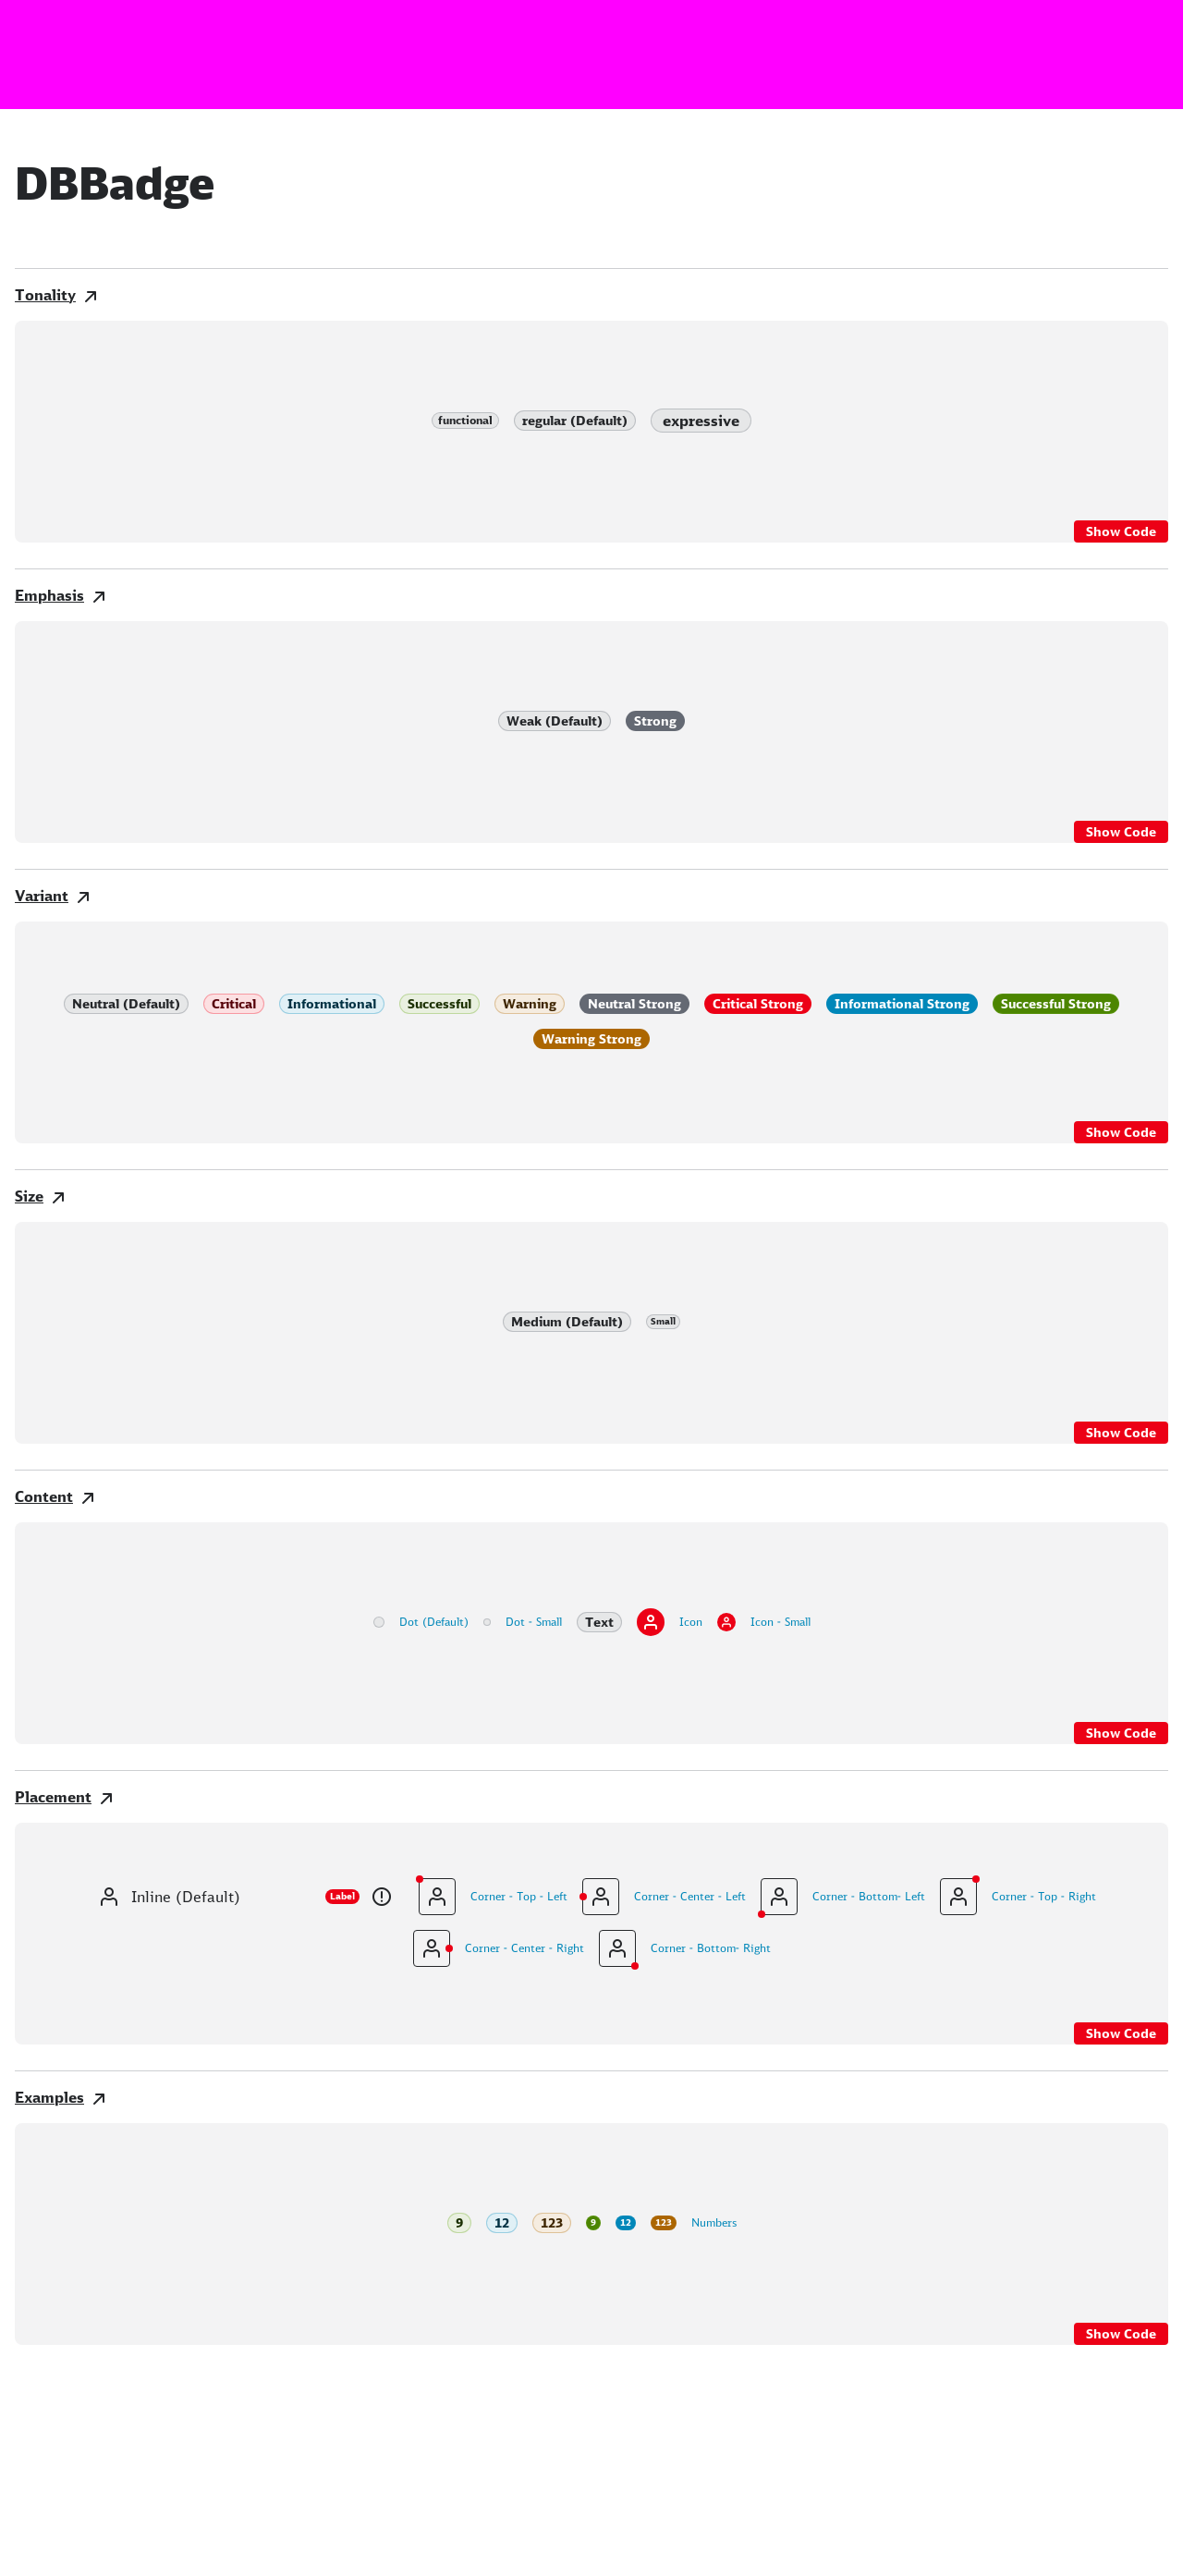 DBBadge
Tonality
functional regular (Default) expressive
Show Code
Emphasis
Weak (Default) Strong
Show Code
Variant
Neutral (Default) Critical Informational Successful Warning Neutral Strong Critical Strong Informational Strong Successful Strong
Warning Strong
Show Code
Size
Medium (Default) Small
Show Code
Content
Dot (Default) Dot - Small Text Icon Icon - Small
Show Code
Placement
Inline (Default) Label Corner - Top - Left Corner - Center - Left Corner - Bottom- Left Corner - Top - Right
Corner - Center - Right Corner - Bottom- Right
Show Code
Examples
9 12 123 9 12 123 Numbers
Show Code